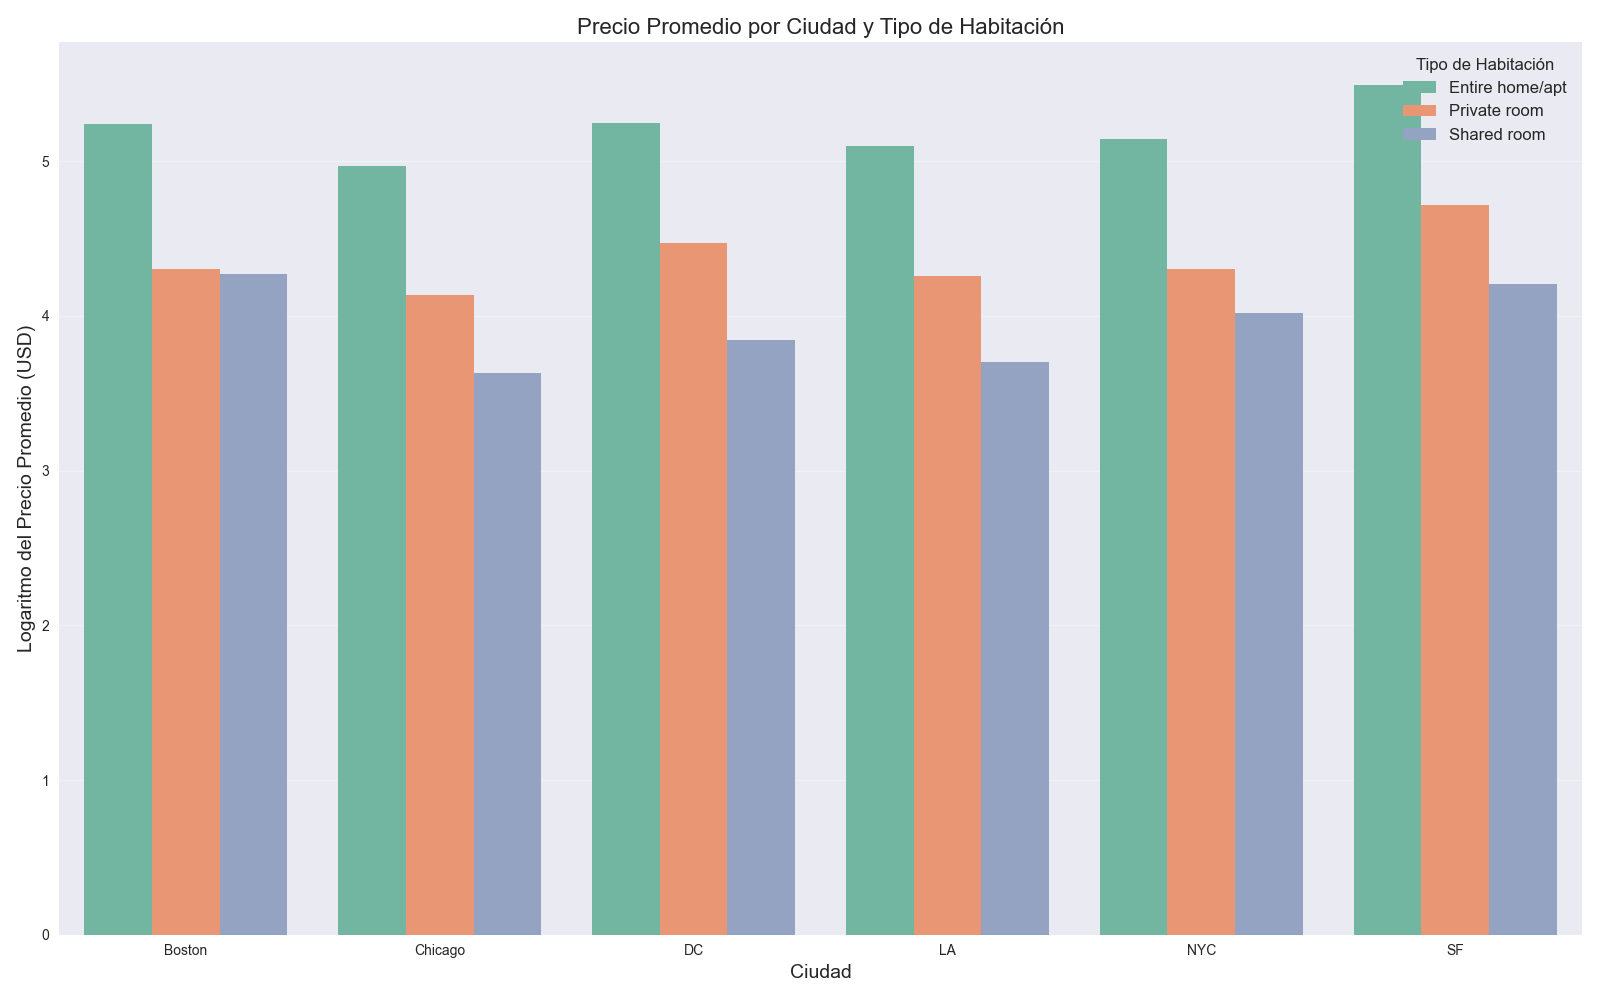 Precio Promedio por Ciudad y Tipo de Habitación
Tipo de Habitación
Entire home/apt
Private room
Shared room
Logaritmo del Precio Promedio (USD)
5
4
3
2
1
0
Boston
Chicago
DC
LA
NYC
SF
Ciudad